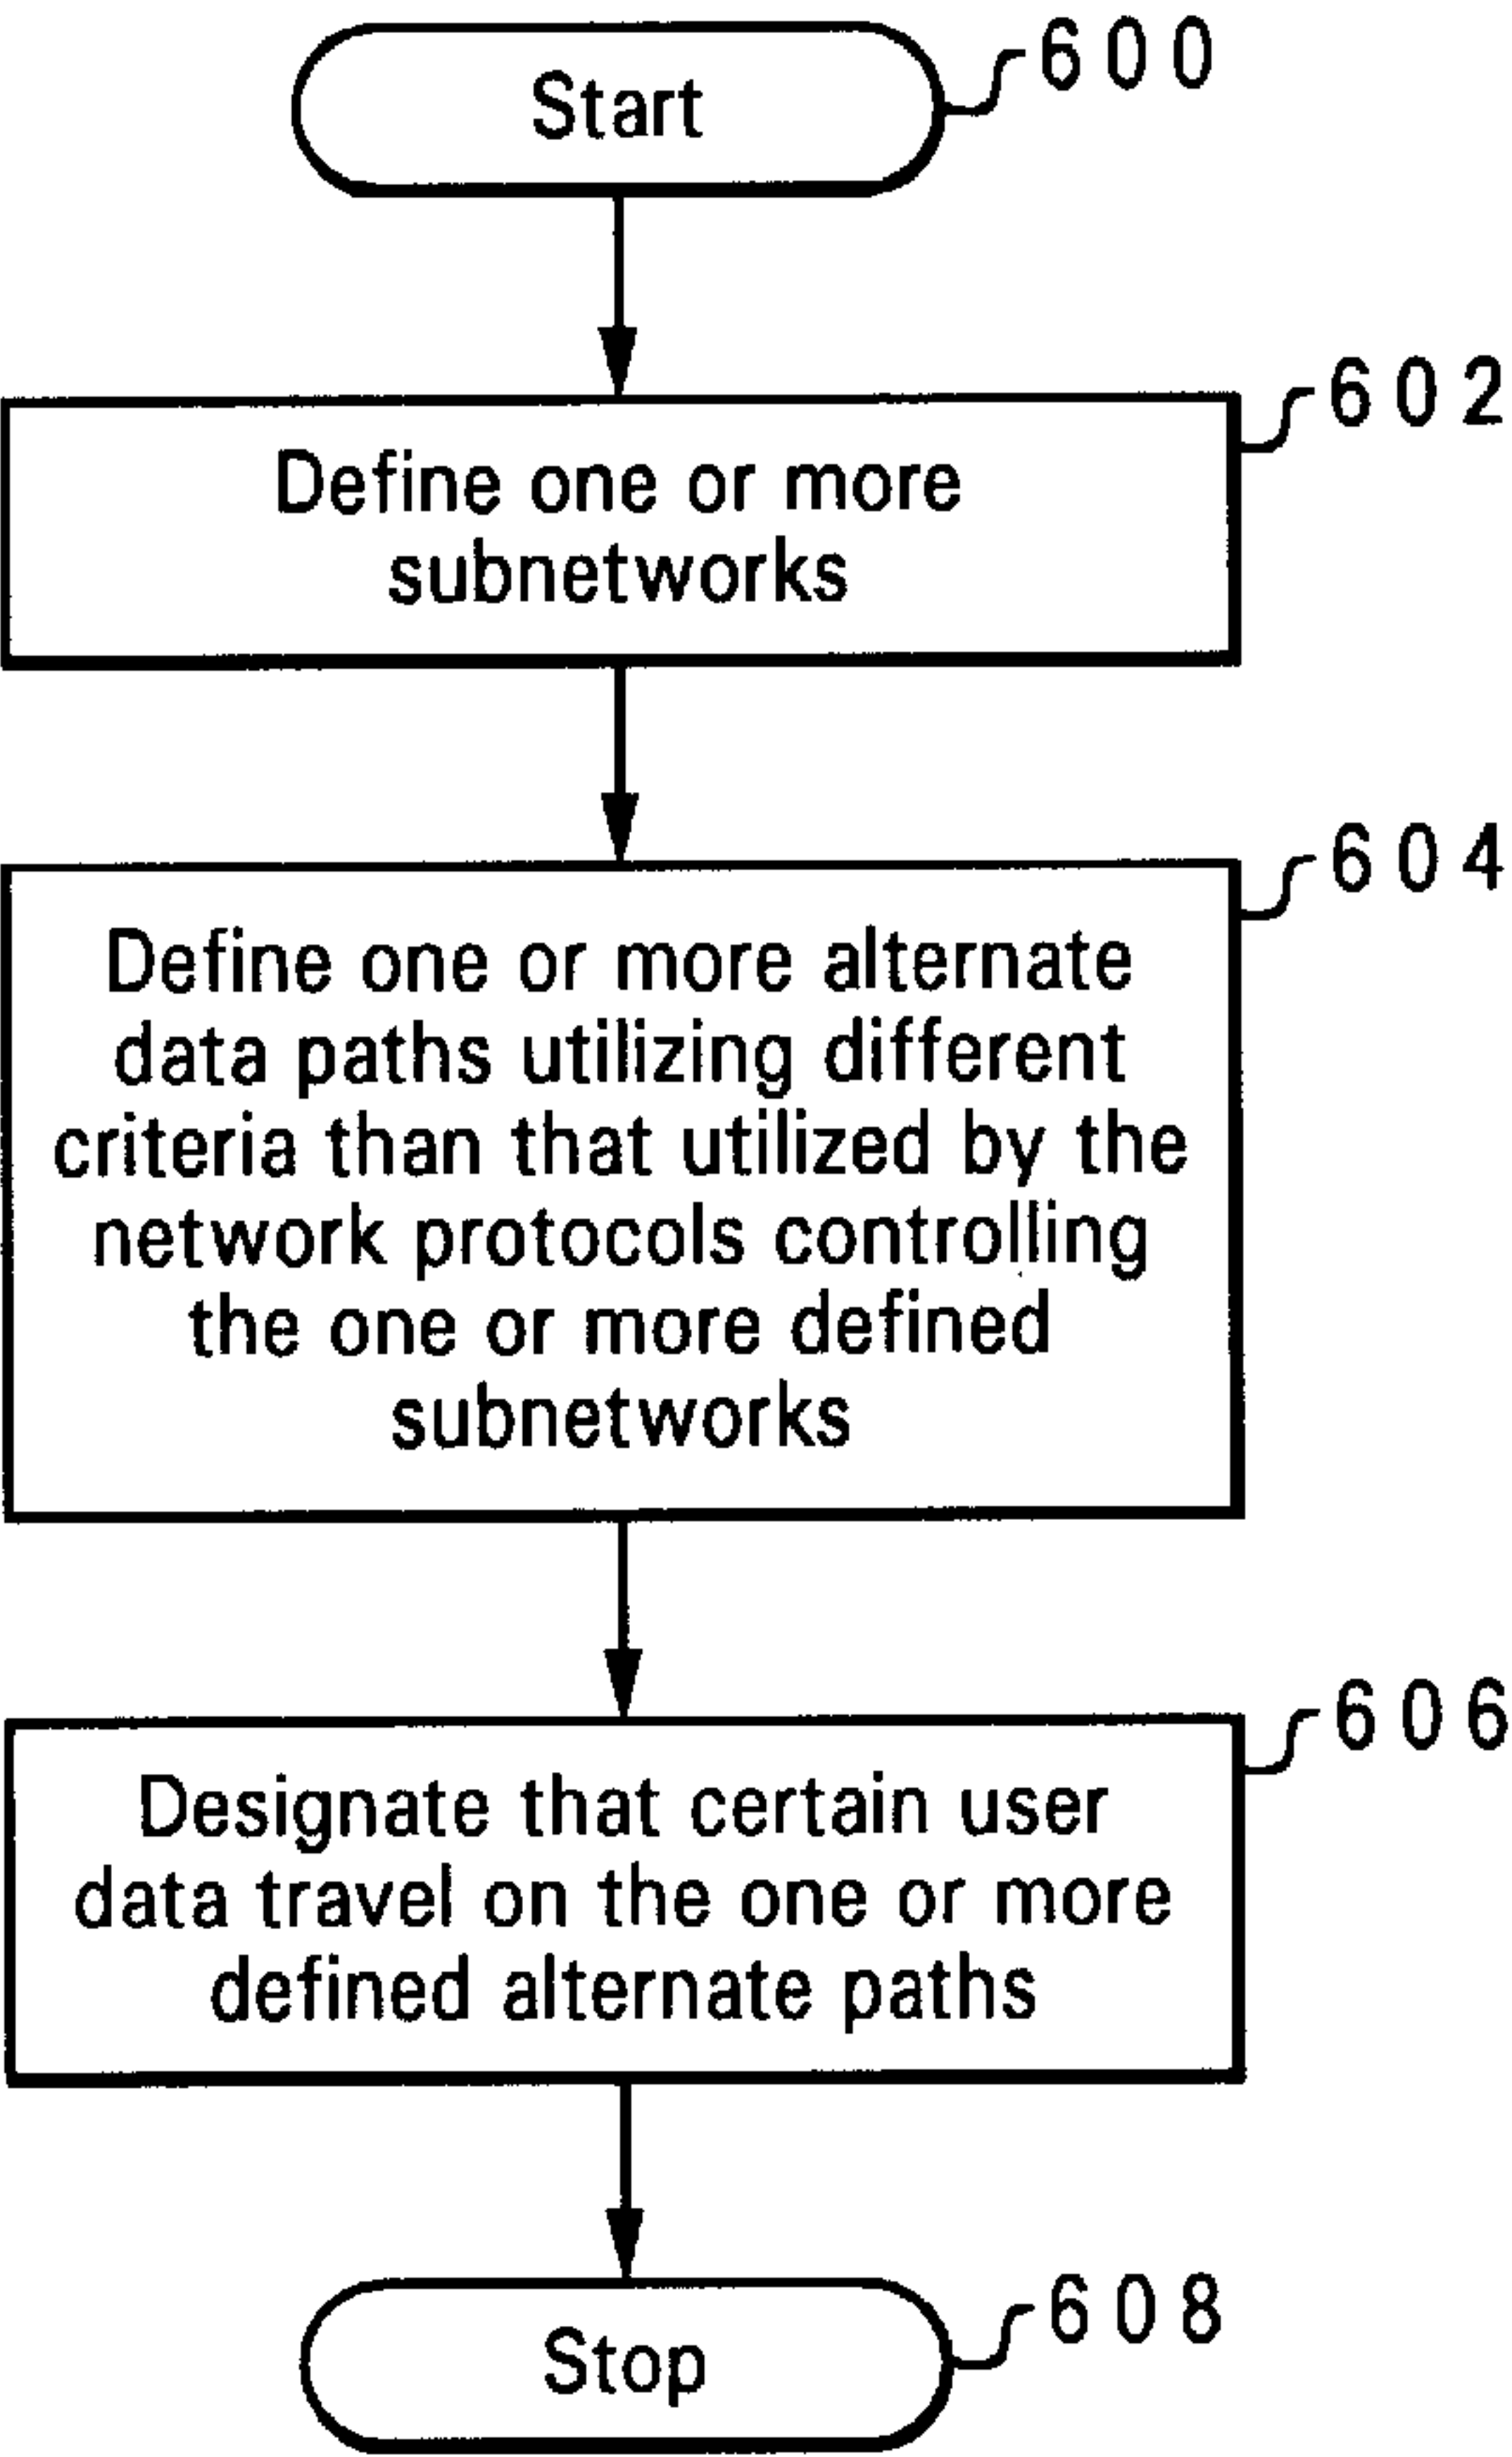 Start
600
602
Define one or more
subnetworks
604
Define one or more alternate
data paths utilizing different
criteria than that utilized by the
network protocols controlling
the one or more defined
subnetworks
606
Designate that certain user
data travel on the one or more
defined alternate paths
608
Stop